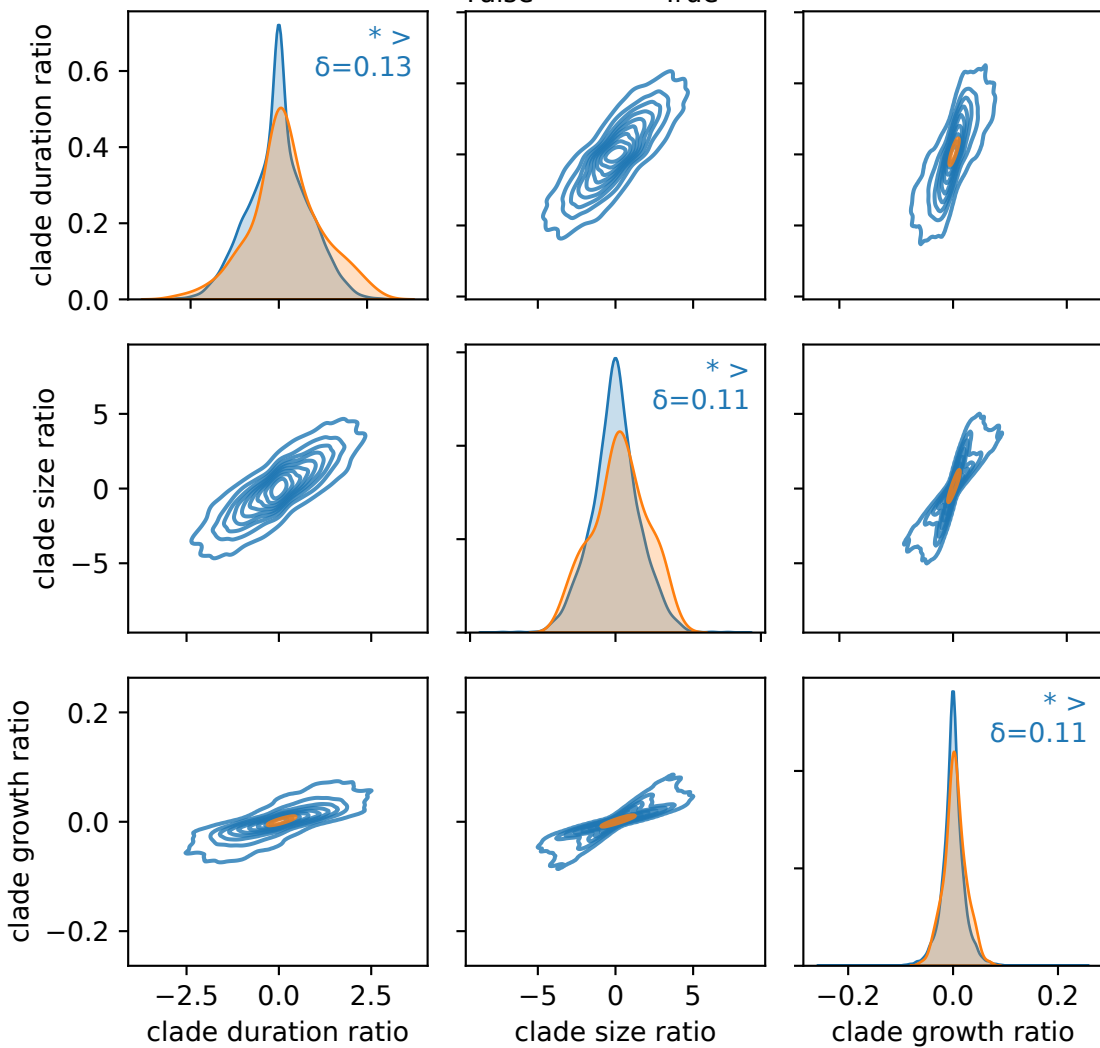 clade duration ratio
0.6
0.4
0.2
0.0
* >
δ=0.13
clade size ratio
5
0
−5
* >
δ=0.11
clade growth ratio
0.2
0.0
−0.2
* >
δ=0.11
−2.5 0.0 2.5
−5 0 5
−0.2 0.0 0.2
clade duration ratio
clade size ratio
clade growth ratio